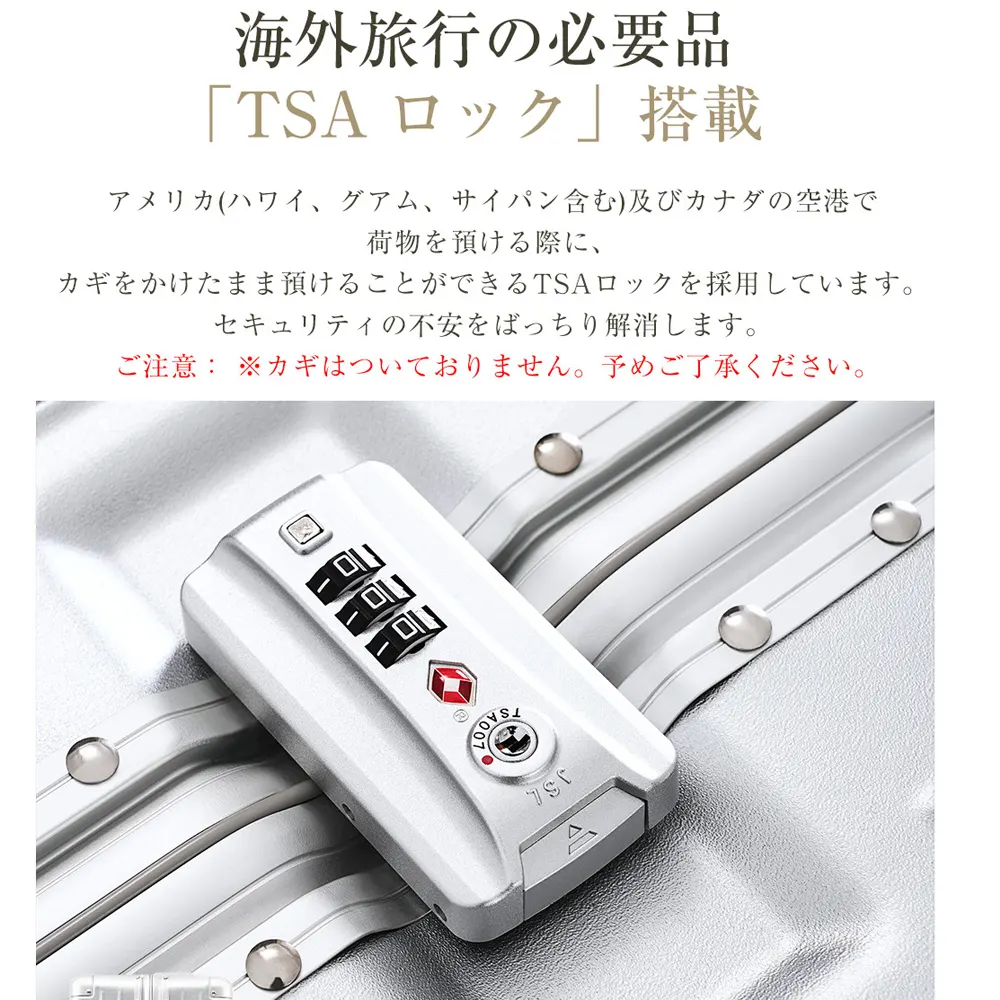 海外旅行の必要品
「TSA ロック」搭載
アメリカ(ハワイ、グアム、サイパン含む)及びカナダの空港で
荷物を預ける際に、
カギをかけたまま預けることができるTSAロックを採用しています。
セキュリティの不安をばっちり解消します。
ご注意： ※カギはついておりません。予めご了承ください。
0
0
0
®
TSA007
JSL